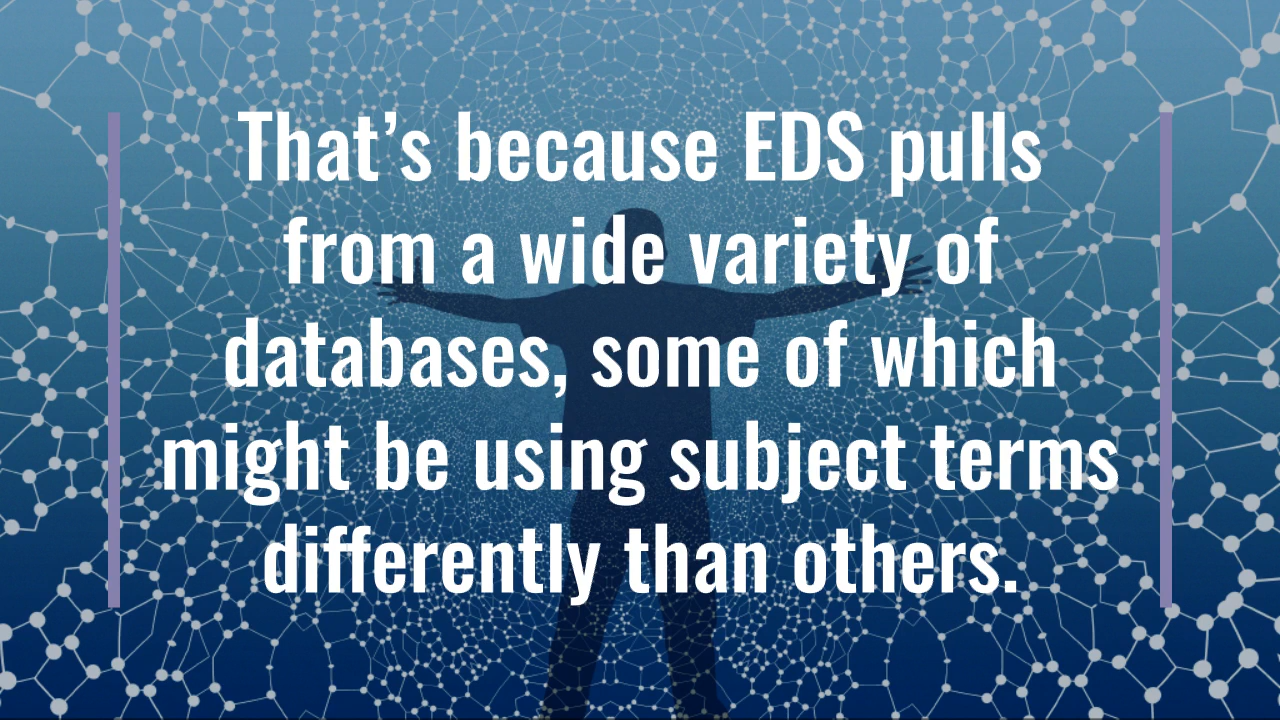 That’s because EDS pulls
from a wide variety of
databases, some of which
might be using subject terms
differently than others.